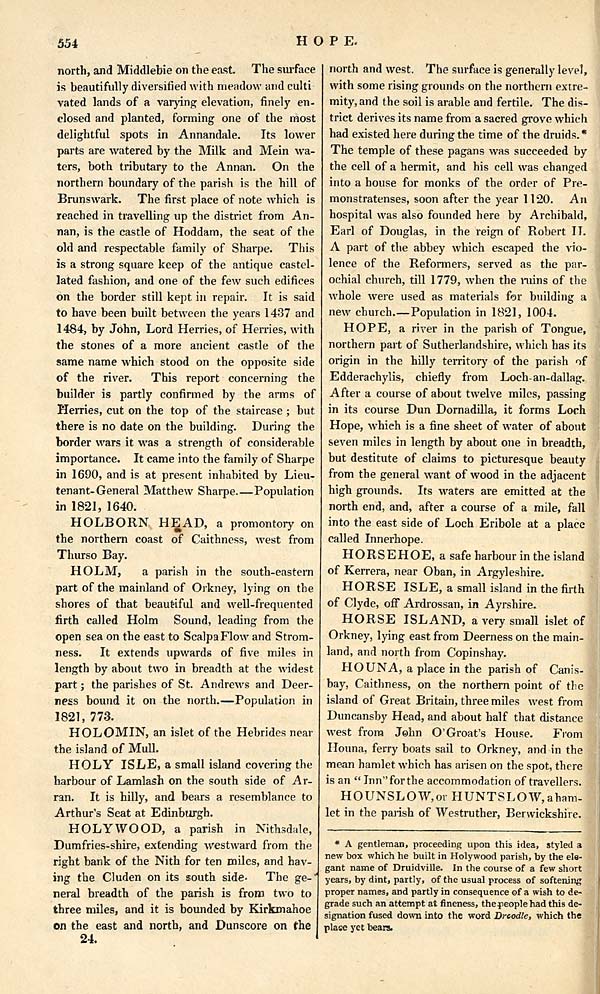 554
HOPE.
north, and Middlebie on the east. The surface
is beautifully diversified with meadow and culti
vated lands of a varying elevation, finely en-
closed and planted, forming one of the most
delightful spots in Annandale. Its lower
parts are watered by the Milk and Mein wa-
ters, both tributary to the Annan. On the
northern boundary of the parish is the hill of
Brunswark. The first place of note which is
reached in travelling up the district from An-
nan, is the castle of Hoddam, the seat of the
old and respectable family of Sharpe. This
is a strong square keep of the antique castel-
lated fashion, and one of the few such edifices
on the border still kept in repair. It is said
to have been built between the years 1437 and
1484, by John, Lord Herries, of Herries, with
the stones of a more ancient castle of the
same name which stood on the opposite side
of the river. This report concerning the
builder is partly confirmed by the arms of
Herries, cut on the top of the staircase ; but
there is no date on the building. During the
border wars it was a strength of considerable
importance. It came into the family of Sharpe
in 1690, and is at present inhabited by Lieu-
tenant-General Matthew Sharpe.—Population
in 1821, 1640.
HOLBORN HEAD, a promontory on
the northern coast of Caithness, west from
Thurso Bay.
HOLM, a parish in the south-eastern
part of the mainland of Orkney, lying on the
shores of that beautiful and well-frequented
firth called Holm Sound, leading from the
open sea on the east to Scalpa Flow and Strom-
ness. It extends upwards of five miles in
length by about two in breadth at the widest
part ; the parishes of St. Andrews and Deer-
ness bound it on the north.—Population in
1821, 773.
HOLOMIN, an islet of the Hebrides near
the island of Mull.
HOLY ISLE, a small island covering the
harbour of Lamlash on the south side of Ar-
ran. It is hilly, and bears a resemblance to
Arthur's Seat at Edinburgh.
HOLYWOOD, a parish in Nithsdale,
Dumfries-shire, extending westward from the
right bank of the Nith for ten miles, and hav-
ing the Cluden on its south side. The ge-
neral breadth of the parish is from two to
three miles, and it is bounded by Kirkmahoe
on the east and north, and Dunscore on the
24.
north and west. The surface is generally level,
with some rising grounds on the northern extre-
mity, and the soil is arable and fertile. The dis-
trict derives its name from a sacred grove which
had existed here during the time of the druids.*
The temple of these pagans was succeeded by
the cell of a hermit, and his cell was changed
into a house for monks of the order of Pre-
monstratenses, soon after the year 1120. An
hospital was also founded here by Archibald,
Earl of Douglas, in the reign of Robert II.
A part of the abbey which escaped the vio-
lence of the Reformers, served as the par-
ochial church, till 1779, when the ruins of the
whole were used as materials for building a
new church.—Population in 1821, 1004.
HOPE, a river in the parish of Tongue,
northern part of Sutherlandshire, which has its
origin in the hilly territory of the parish of
Edderachylis, chiefly from Loch-an-dallag.
After a course of about twelve miles, passing
in its course Dun Dornadilla, it forms Loch
Hope, which is a fine sheet of water of about
seven miles in length by about one in breadth,
but destitute of claims to picturesque beauty
from the general want of wood in the adjacent
high grounds. Its waters are emitted at the
north end, and, after a course of a mile, fall
into the east side of Loch Eribole at a place
called Innerhope.
HORSEHOE, a safe harbour in the island
of Kerrera, near Oban, in Argyleshire.
HORSE ISLE, a small island in the firth
of Clyde, off Ardrossan, in Ayrshire.
HORSE ISLAND, a very small islet of
Orkney, lying east from Deerness on the main-
land, and north from Copinshay.
HOUNA, a place in the parish of Canis-
bay, Caithness, on the northern point of the
island of Great Britain, three miles west from
Duncansby Head, and about half that distance
west from John O'Groat's House. From
Houna, ferry boats sail to Orkney, and in the
mean hamlet which has arisen on the spot, there
is an "Inn" for the accommodation of travellers.
HOUNSLOW, or HUNTSLOW, a ham-
let in the parish of Westruther, Berwickshire.
* A gentleman, proceeding upon this idea, styled a
new box which he built in Holywood parish, by the ele-
gant name of Druidville. In the course of a few short
years, by dint, partly, of the usual process of softening
proper names, and partly in consequence of a wish to de-
grade such an attempt at fineness, the people had this de-
signation fused down into the word Dreodle, which the
place yet bears.